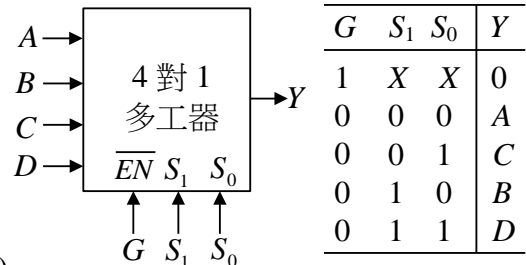 A
B
C
D
4 對 1
多工器
Y
EN S₁ S₀
G S₁ S₀
)
G S₁ S₀ Y
1 X X 0
0 0 0 A
0 0 1 C
0 1 0 B
0 1 1 D